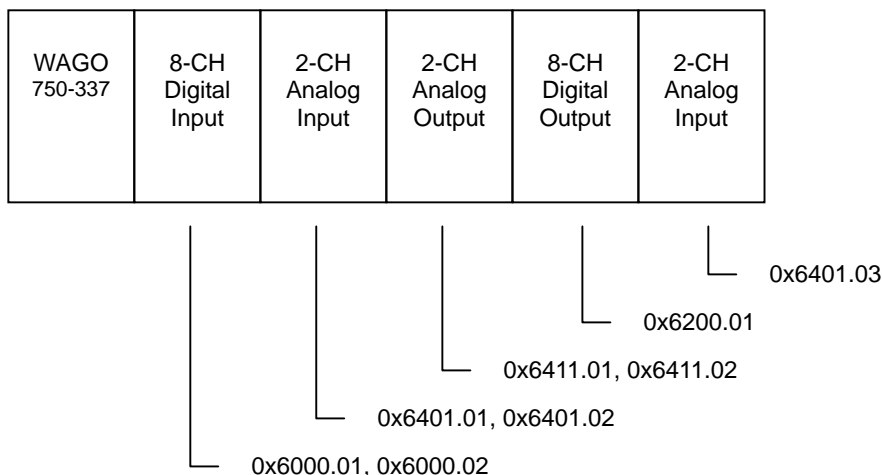 WAGO
750-337
8-CH
Digital
Input
2-CH
Analog
Input
2-CH
Analog
Output
8-CH
Digital
Output
2-CH
Analog
Input
0x6401.03
0x6200.01
0x6411.01, 0x6411.02
0x6401.01, 0x6401.02
0x6000.01, 0x6000.02